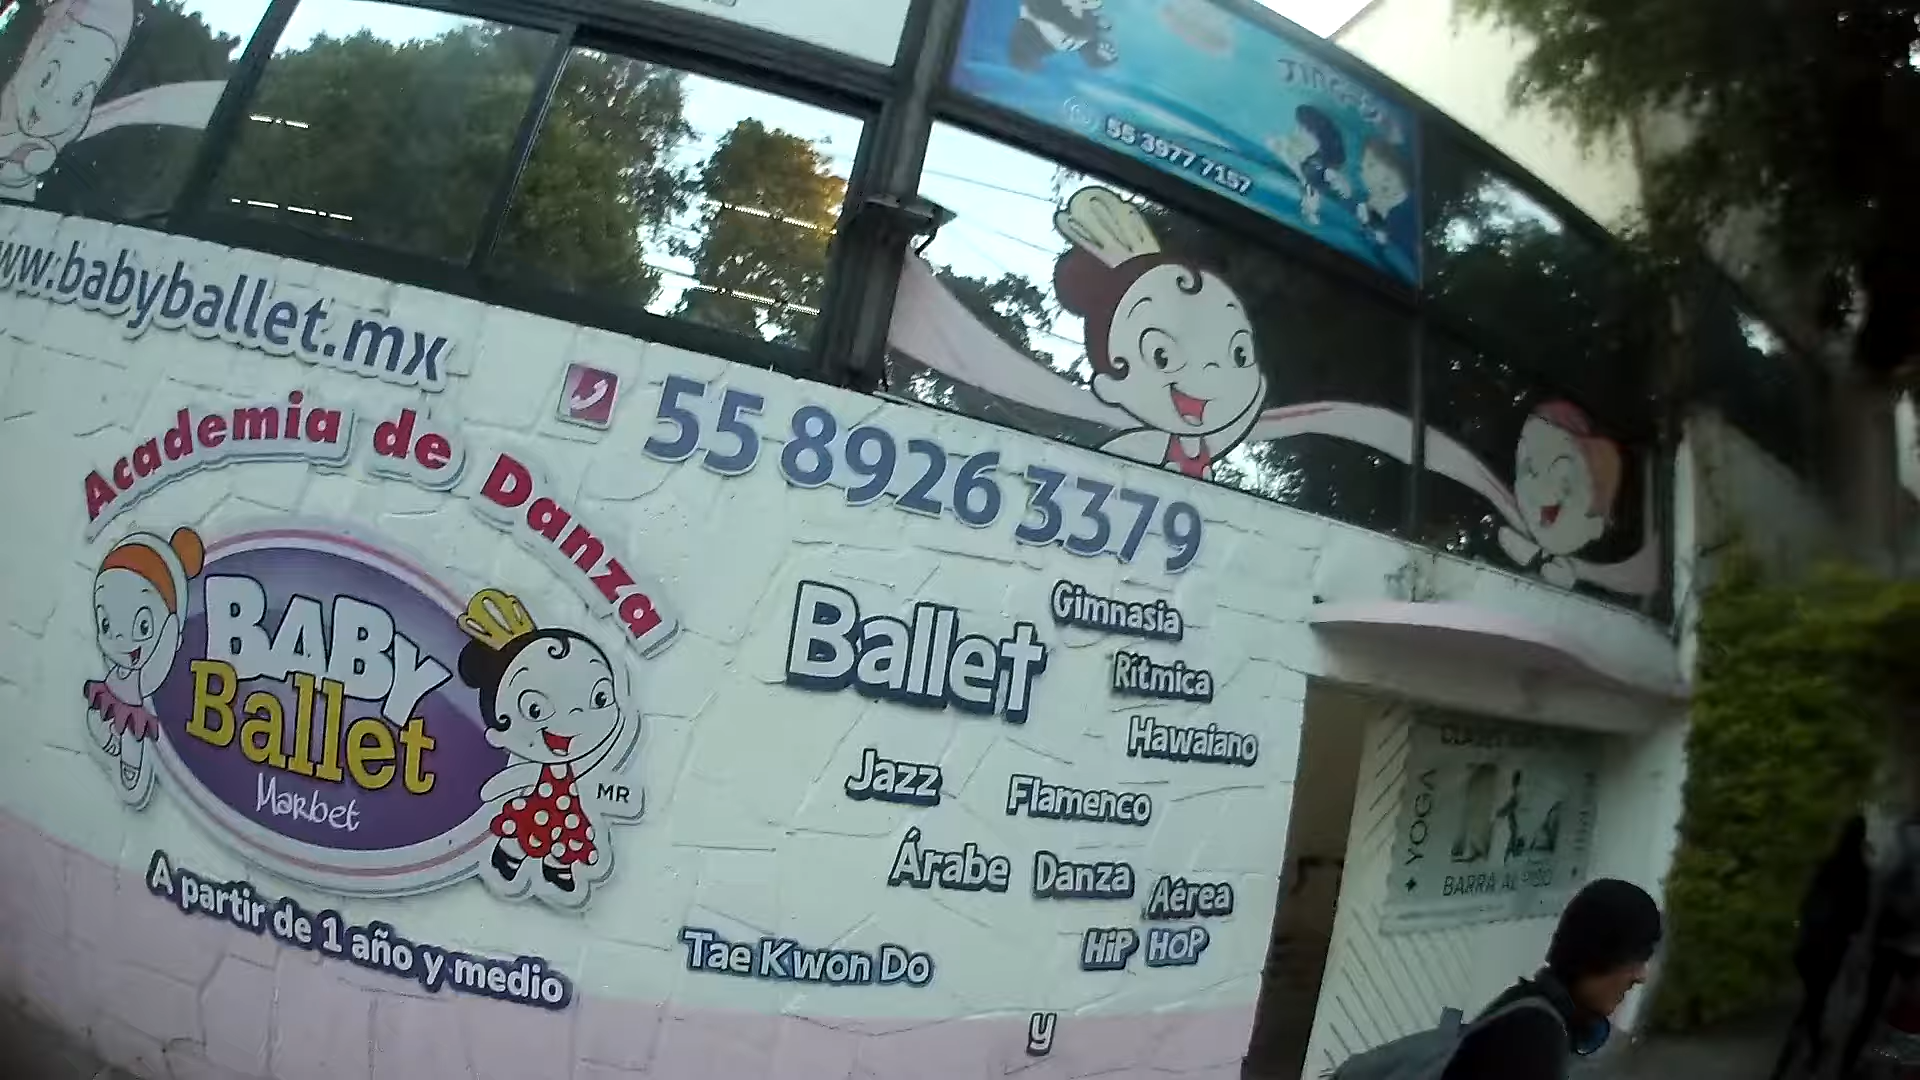 55 3977 7157
ww.babyballet.mx
55 8926 3379
Academia de Danza
BABY
Ballet
Marbet
MR
A partir de 1 año y medio
Ballet
Gimnasia
Rítmica
Hawaiano
Jazz
Flamenco
Árabe
Danza
Aérea
Tae Kwon Do
HIP HOP
y
YOGA
BARRA AL PISO